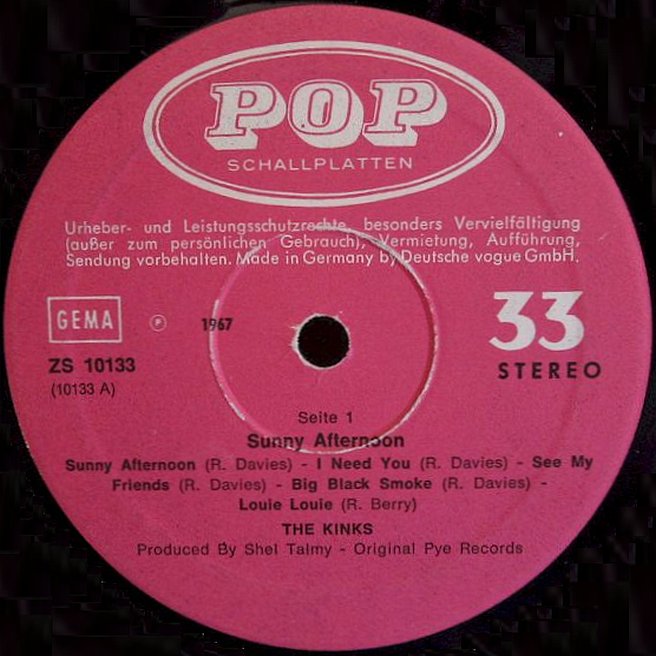 POP
SCHALLPLATTEN
Urheber- und Leistungsschutzrechte, besonders Vervielfältigung
(außer zum persönlichen Gebrauch), Vermietung, Aufführung,
Sendung vorbehalten. Made in Germany by Deutsche vogue GmbH.
GEMA ℗ 1967 33
ZS 10133 STEREO
(10133 A)
Seite 1
Sunny Afternoon
Sunny Afternoon (R. Davies) - I Need You (R. Davies) - See My
Friends (R. Davies) - Big Black Smoke (R. Davies) -
Louie Louie (R. Berry)
THE KINKS
Produced By Shel Talmy - Original Pye Records